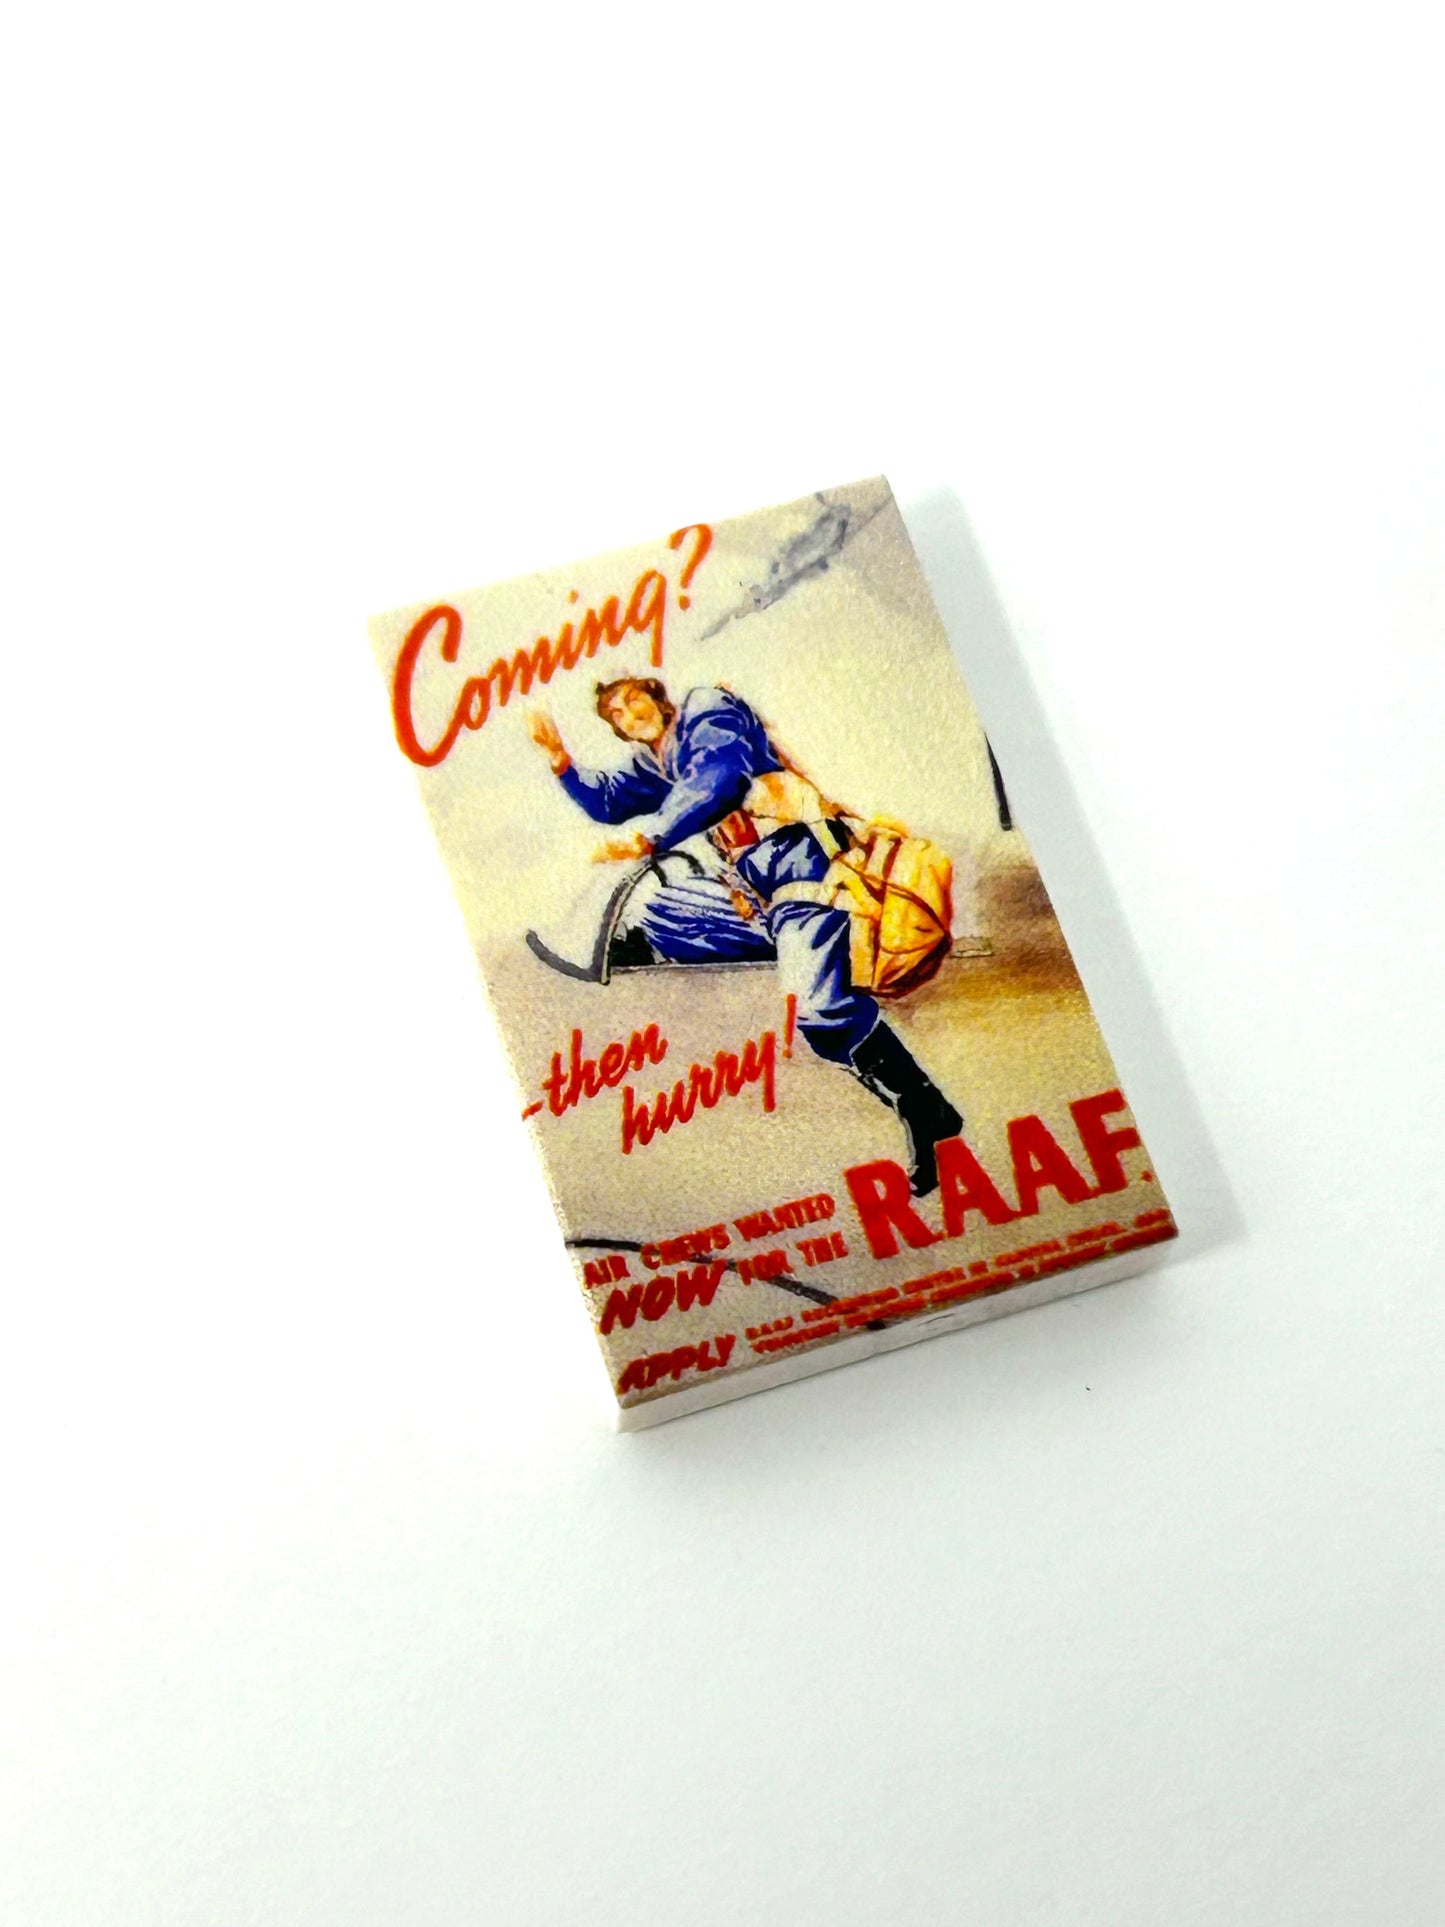 Coming?
-then
hurry!
AIR CREWS WANTED
NOW FOR THE RAAF.
APPLY